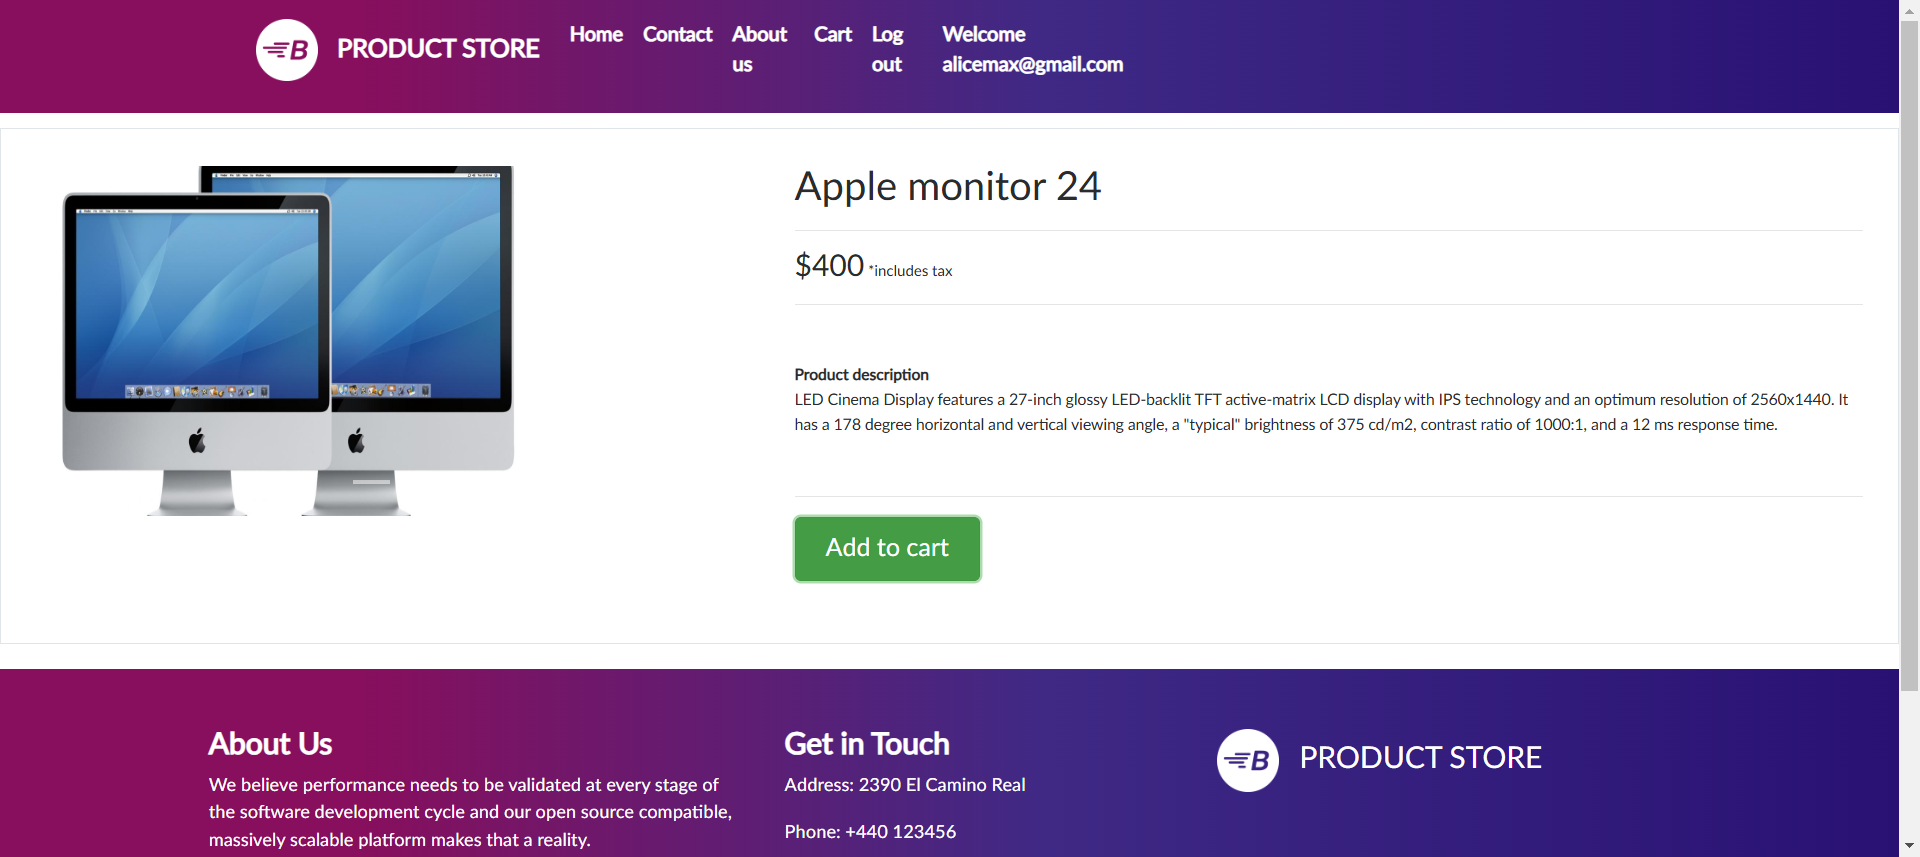 B PRODUCT STORE Home Contact About us Cart Log out Welcome alicemax@gmail.com
Apple monitor 24
$400 *includes tax
Product description
LED Cinema Display features a 27-inch glossy LED-backlit TFT active-matrix LCD display with IPS technology and an optimum resolution of 2560x1440. It
has a 178 degree horizontal and vertical viewing angle, a "typical" brightness of 375 cd/m2, contrast ratio of 1000:1, and a 12 ms response time.
Add to cart
About Us
We believe performance needs to be validated at every stage of
the software development cycle and our open source compatible,
massively scalable platform makes that a reality.
Get in Touch
Address: 2390 El Camino Real
Phone: +440 123456
B PRODUCT STORE